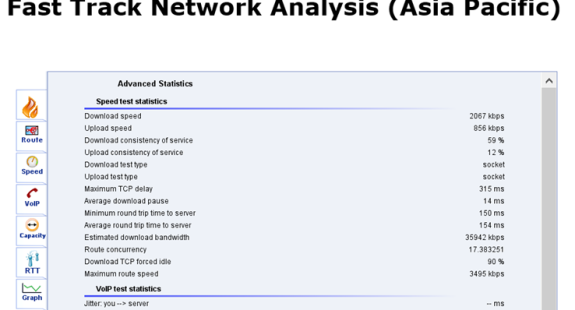 Fast Track Network Analysis (Asia Pacific)
Advanced Statistics
Speed test statistics
Download speed 2067 kbps
Upload speed 856 kbps
Download consistency of service 59 %
Upload consistency of service 12 %
Download test type socket
Upload test type socket
Maximum TCP delay 315 ms
Average download pause 14 ms
Minimum round trip time to server 150 ms
Average round trip time to server 154 ms
Estimated download bandwidth 35942 kbps
Route concurrency 17.383251
Download TCP forced idle 90 %
Maximum route speed 3495 kbps
VoIP test statistics
Jitter: you --> server -- ms
Route
Speed
VoIP
Capacity
RTT
Graph